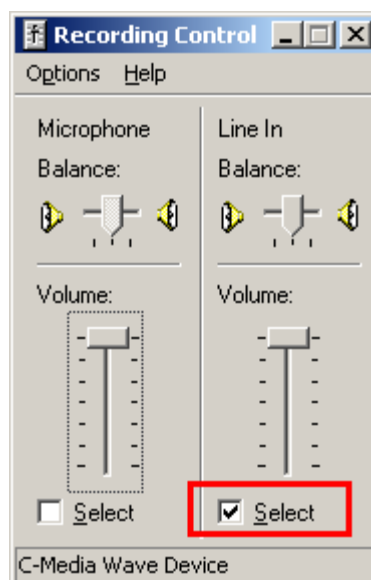 Recording Control
Options Help
Microphone Line In
Balance: Balance:
Volume: Volume:
Select Select
C-Media Wave Device